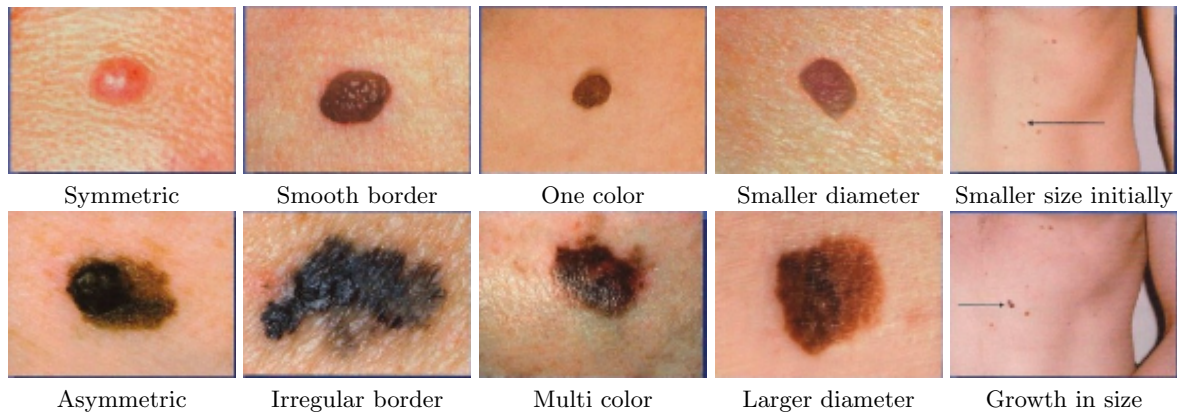 Symmetric
Smooth border
One color
Smaller diameter
Smaller size initially
Asymmetric
Irregular border
Multi color
Larger diameter
Growth in size